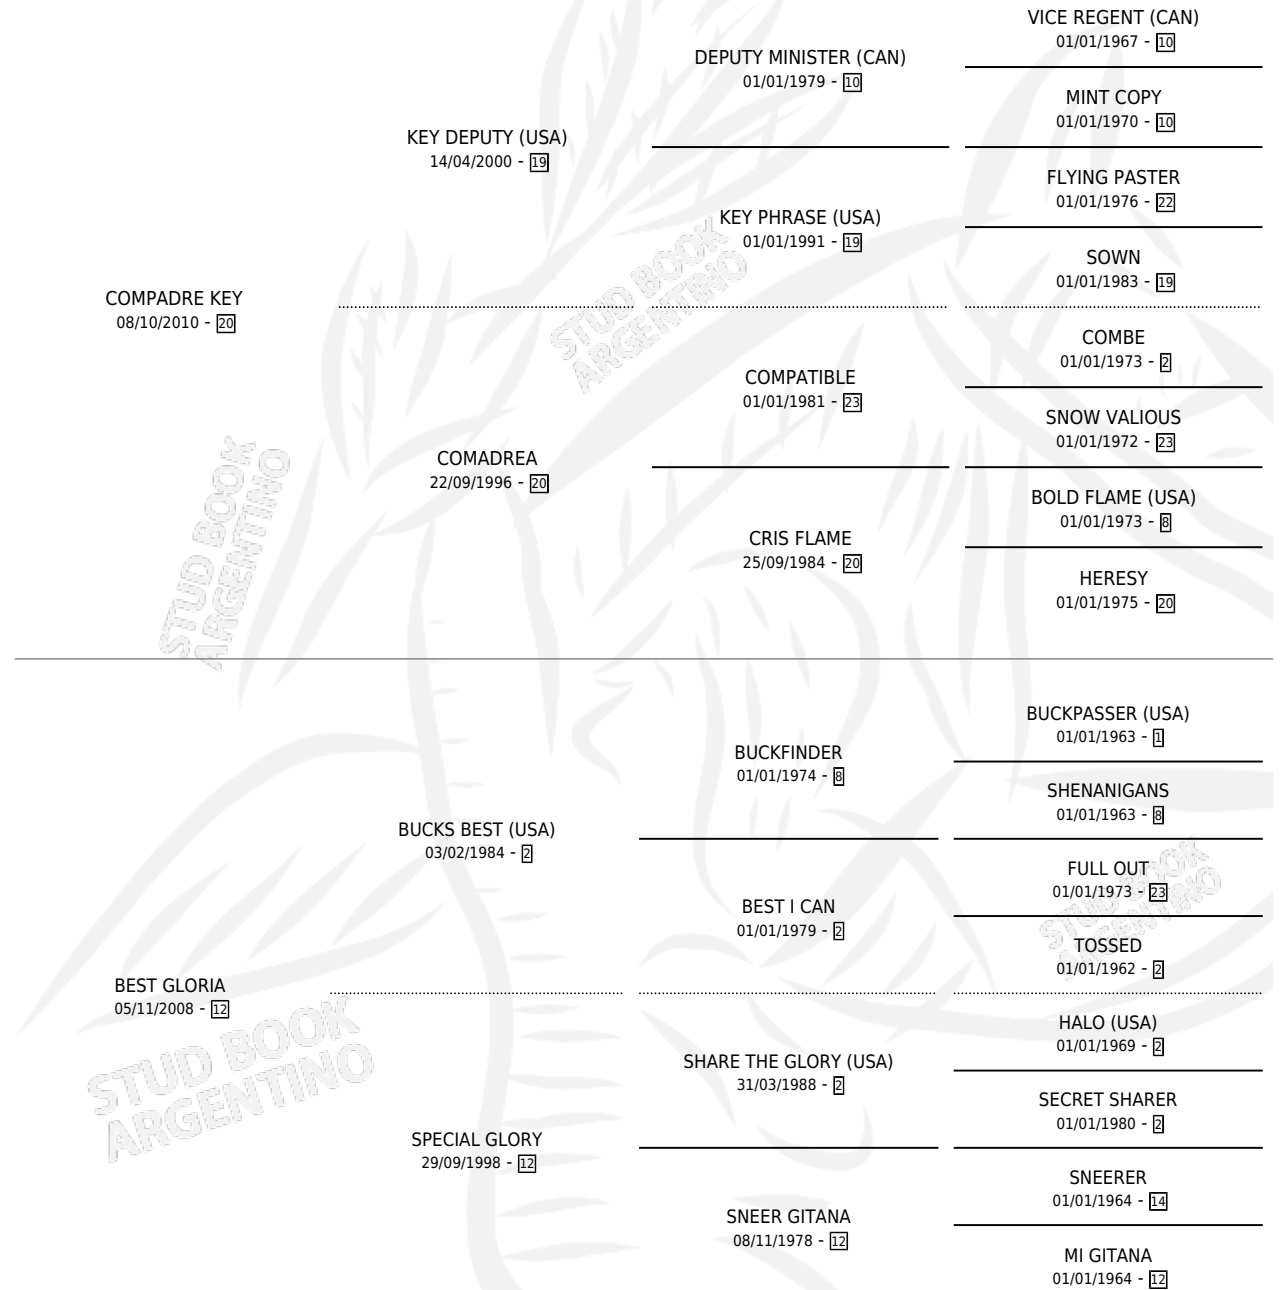 VICE REGENT (CAN)
01/01/1967 - 10
DEPUTY MINISTER (CAN)
01/01/1979 - 10
MINT COPY
01/01/1970 - 10
KEY DEPUTY (USA)
14/04/2000 - 19
FLYING PASTER
01/01/1976 - 22
KEY PHRASE (USA)
01/01/1991 - 19
SOWN
01/01/1983 - 19
COMPADRE KEY
08/10/2010 - 20
COMBE
01/01/1973 - 2
COMPATIBLE
01/01/1981 - 23
SNOW VALIOUS
01/01/1972 - 23
COMADREA
22/09/1996 - 20
BOLD FLAME (USA)
01/01/1973 - 8
CRIS FLAME
25/09/1984 - 20
HERESY
01/01/1975 - 20
BUCKPASSER (USA)
01/01/1963 - 1
BUCKFINDER
01/01/1974 - 8
SHENANIGANS
01/01/1963 - 8
BUCKS BEST (USA)
03/02/1984 - 2
FULL OUT
01/01/1973 - 23
BEST I CAN
01/01/1979 - 2
TOSSED
01/01/1962 - 2
BEST GLORIA
05/11/2008 - 12
HALO (USA)
01/01/1969 - 2
SHARE THE GLORY (USA)
31/03/1988 - 2
SECRET SHARER
01/01/1980 - 2
SPECIAL GLORY
29/09/1998 - 12
SNEERER
01/01/1964 - 14
SNEER GITANA
08/11/1978 - 12
MI GITANA
01/01/1964 - 12
STUD BOOK
ARGENTINO
STUD BOOK
ARGENTINO
STUD BOOK
ARGENTINO
STUD BOOK
ARGENTINO